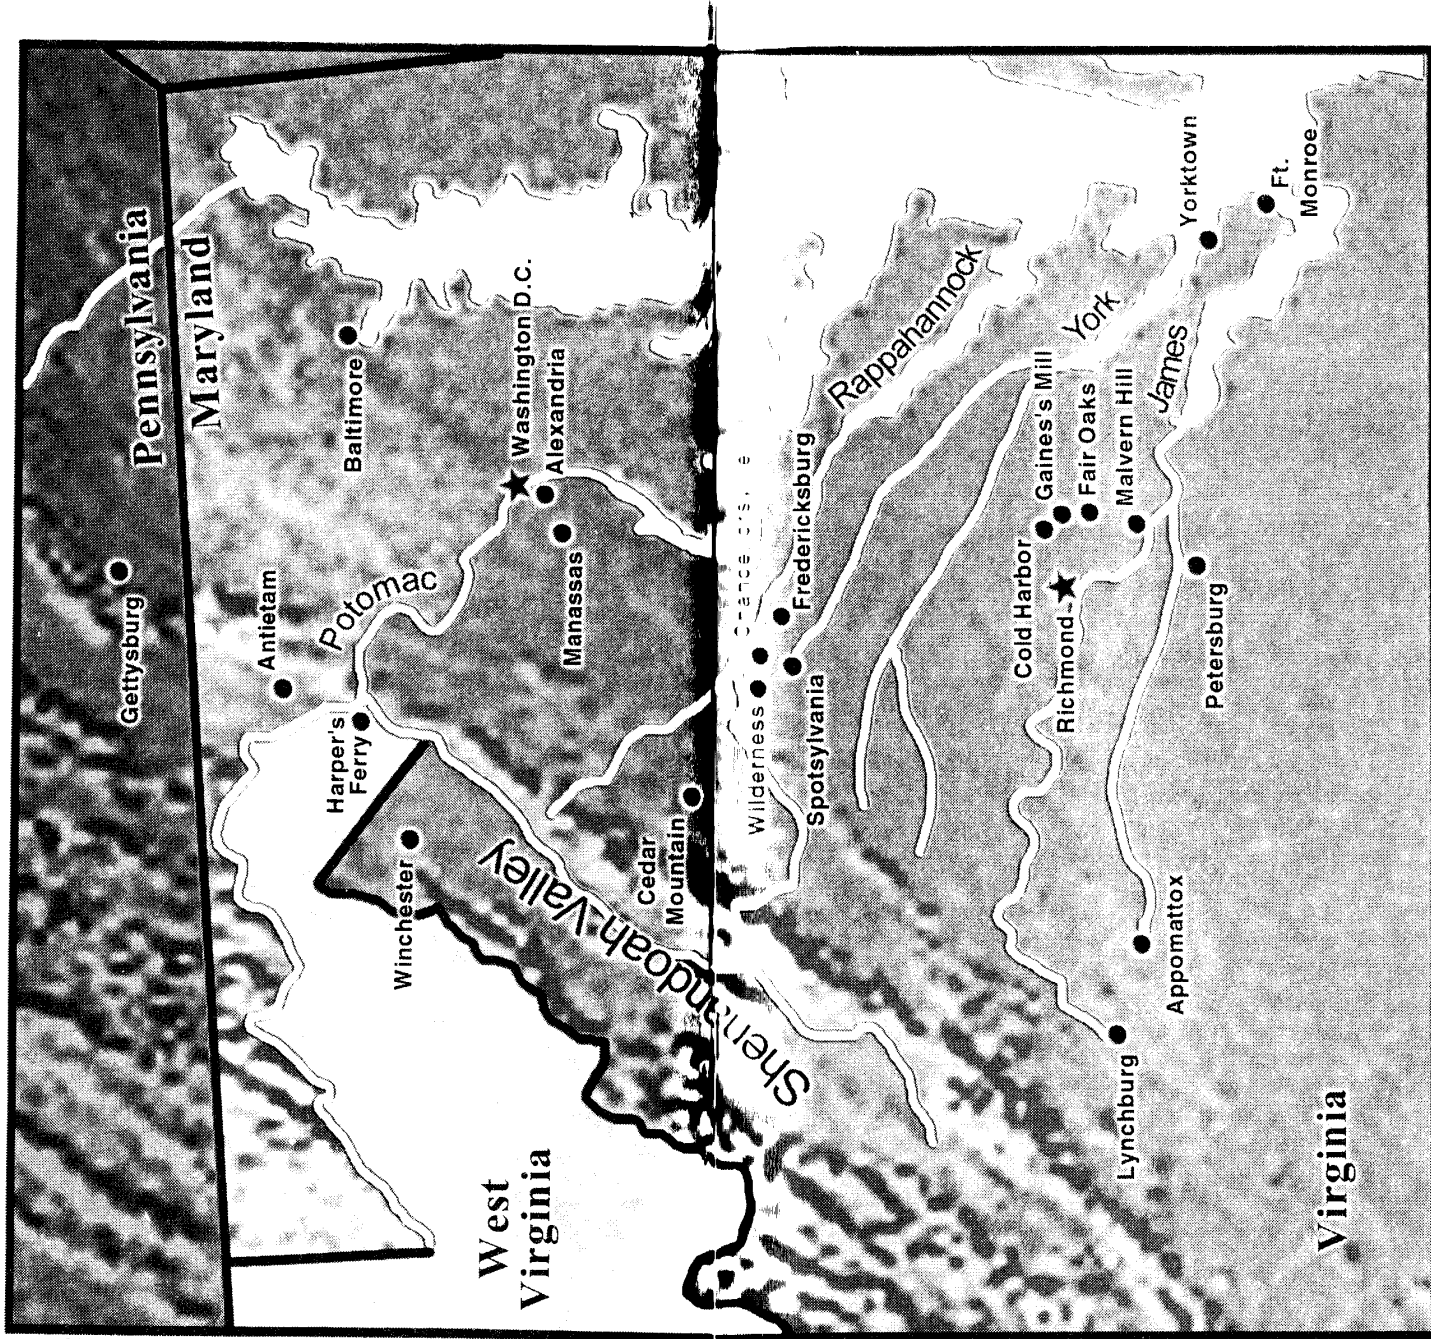 Gettysburg
Pennsylvania
Maryland
Antietam
Potomac
Harper's
Ferry
Baltimore
Winchester
West
Virginia
Washington D.C.
Alexandria
Manassas
Shenandoah Valley
Cedar
Mountain
Wilderness
Fredericksburg
Spotsylvania
Rappahannock
Cold Harbor
Gaines's Mill
Richmond
Fair Oaks
York
Malvern Hill
James
Lynchburg
Appomattox
Yorktown
Petersburg
Ft.
Monroe
Virginia